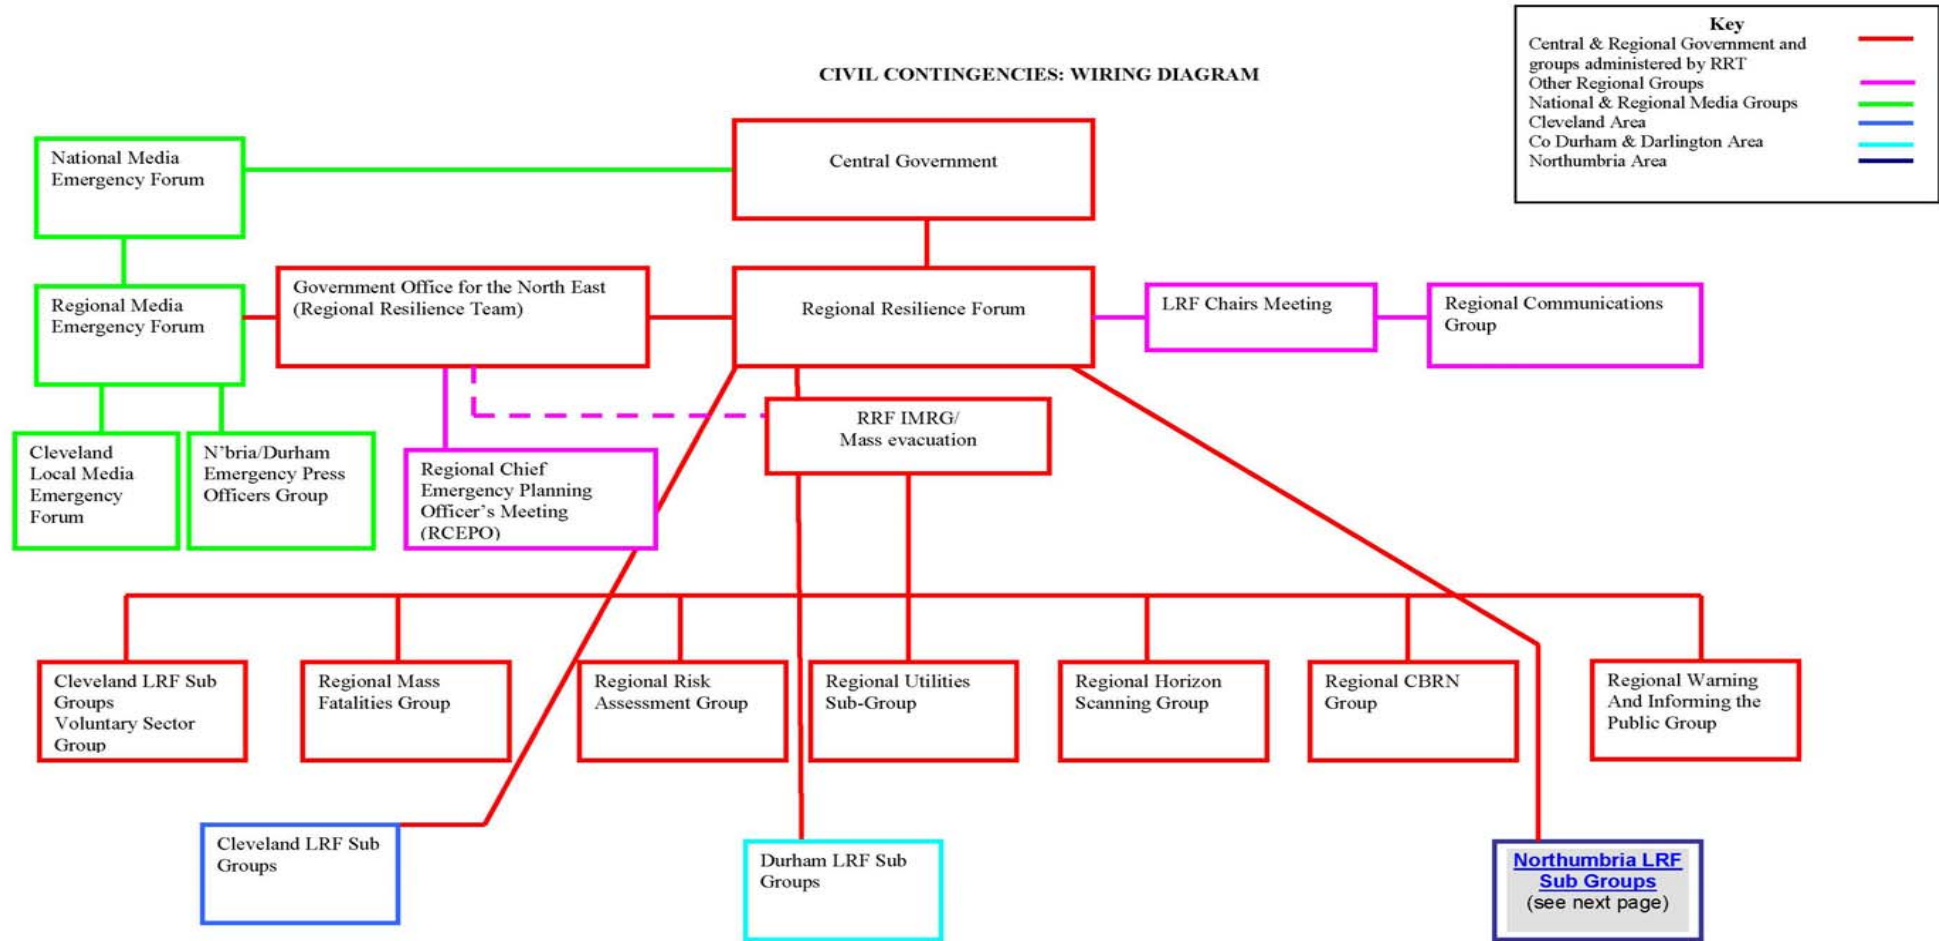 Key
Central & Regional Government and
groups administered by RRT
Other Regional Groups
National & Regional Media Groups
Cleveland Area
Co Durham & Darlington Area
Northumbria Area
CIVIL CONTINGENCIES: WIRING DIAGRAM
National Media
Emergency Forum
Central Government
Regional Media
Emergency Forum
Government Office for the North East
(Regional Resilience Team)
Regional Resilience Forum
LRF Chairs Meeting
Regional Communications
Group
RRF IMRG/
Mass evacuation
Cleveland
Local Media
Emergency
Forum
N'bria/Durham
Emergency Press
Officers Group
Regional Chief
Emergency Planning
Officer's Meeting
(RCEPO)
Cleveland LRF Sub
Groups
Voluntary Sector
Group
Regional Mass
Fatalities Group
Regional Risk
Assessment Group
Regional Utilities
Sub-Group
Regional Horizon
Scanning Group
Regional CBRN
Group
Regional Warning
And Informing the
Public Group
Cleveland LRF Sub
Groups
Durham LRF Sub
Groups
Northumbria LRF
Sub Groups
(see next page)